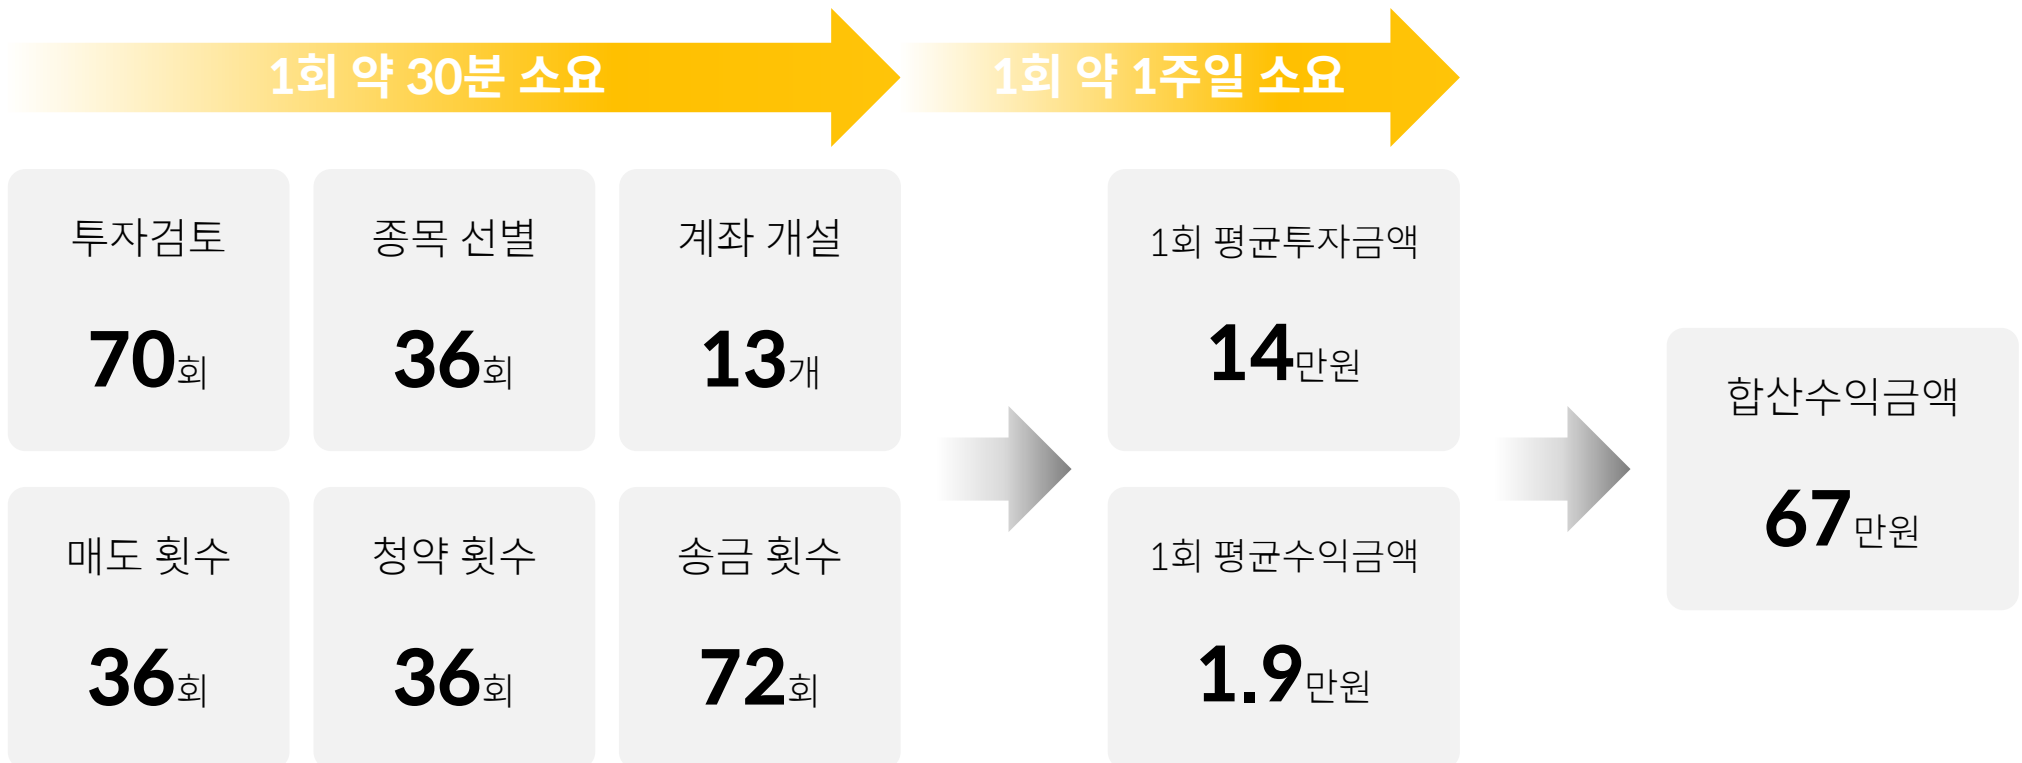 1회 약 30분 소요
1회 약 1주일 소요
투자검토
70회
종목 선별
36회
계좌 개설
13개
매도 횟수
36회
청약 횟수
36회
송금 횟수
72회
1회 평균투자금액
14만원
1회 평균수익금액
1.9만원
합산수익금액
67만원